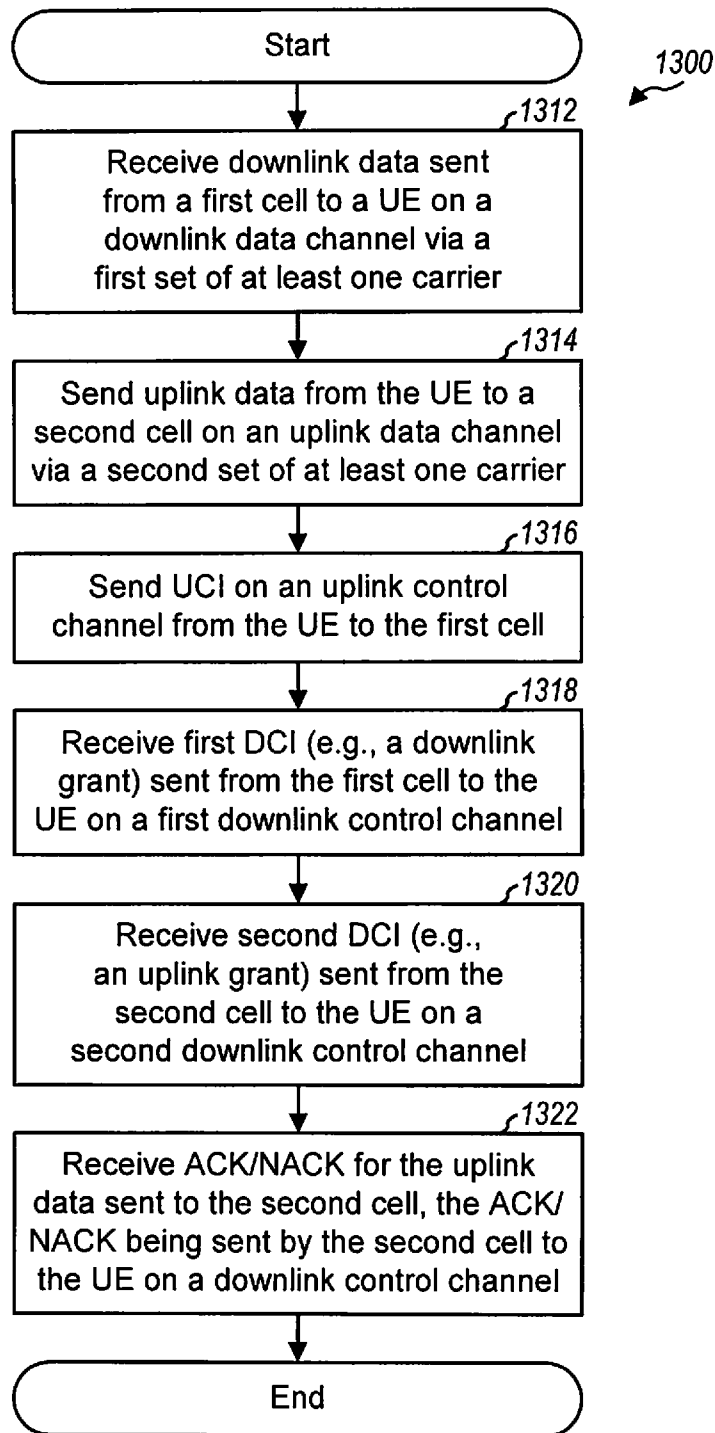 Start
1300
1312
Receive downlink data sent
from a first cell to a UE on a
downlink data channel via a
first set of at least one carrier
1314
Send uplink data from the UE to a
second cell on an uplink data channel
via a second set of at least one carrier
1316
Send UCI on an uplink control
channel from the UE to the first cell
1318
Receive first DCI (e.g., a downlink
grant) sent from the first cell to the
UE on a first downlink control channel
1320
Receive second DCI (e.g.,
an uplink grant) sent from the
second cell to the UE on a
second downlink control channel
1322
Receive ACK/NACK for the uplink
data sent to the second cell, the ACK/
NACK being sent by the second cell to
the UE on a downlink control channel
End